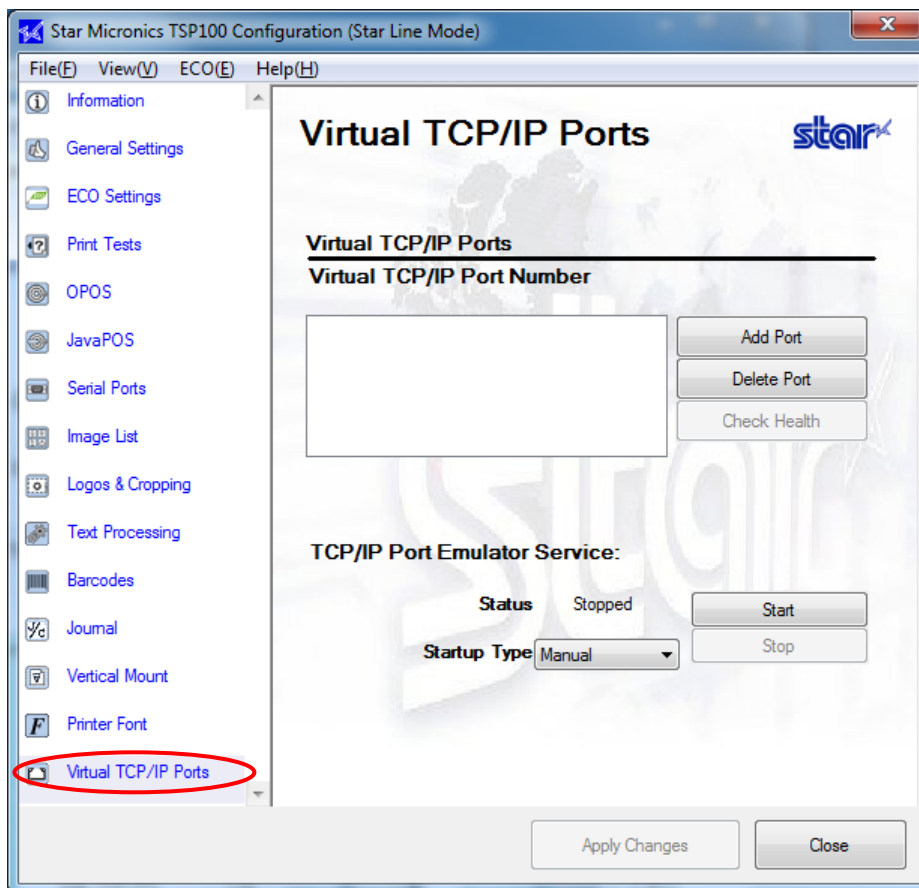 Star Micronics TSP100 Configuration (Star Line Mode)
File(F) View(V) ECO(E) Help(H)
Information
General Settings
ECO Settings
Print Tests
OPOS
JavaPOS
Serial Ports
Image List
Logos & Cropping
Text Processing
Barcodes
Journal
Vertical Mount
Printer Font
Virtual TCP/IP Ports
Virtual TCP/IP Ports
star
Virtual TCP/IP Ports
Virtual TCP/IP Port Number
Add Port
Delete Port
Check Health
TCP/IP Port Emulator Service:
Status Stopped
Start
Startup Type Manual
Stop
Apply Changes
Close